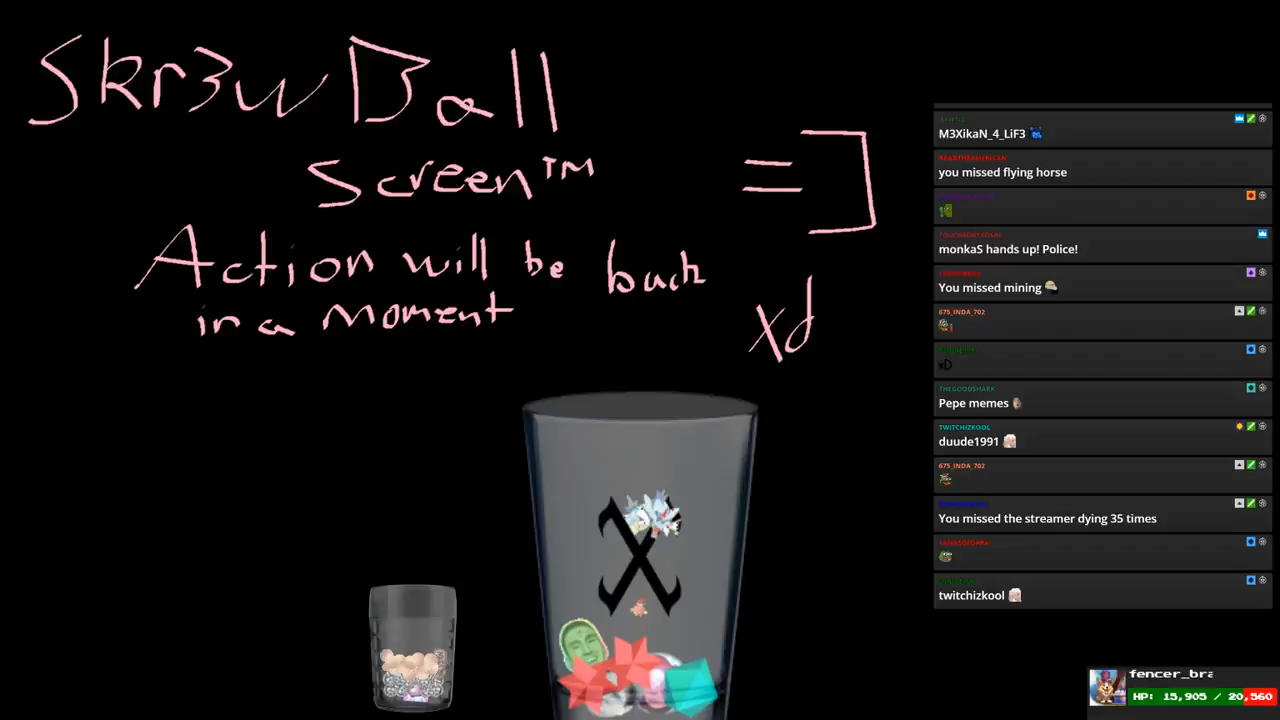 Skr3wBall
Screen™
=]
Action will be back
in a moment
xd
X
M3XikaN_4_LiF3
you missed flying horse
monkaS hands up! Police!
You missed mining
675_INDA_702
xD
THEGOODSHARK
Pepe memes
TWITCHIZKOOL
duude1991
675_INDA_702
You missed the streamer dying 35 times
twitchizkool
fencer_bra
HP: 15,905 / 20,560